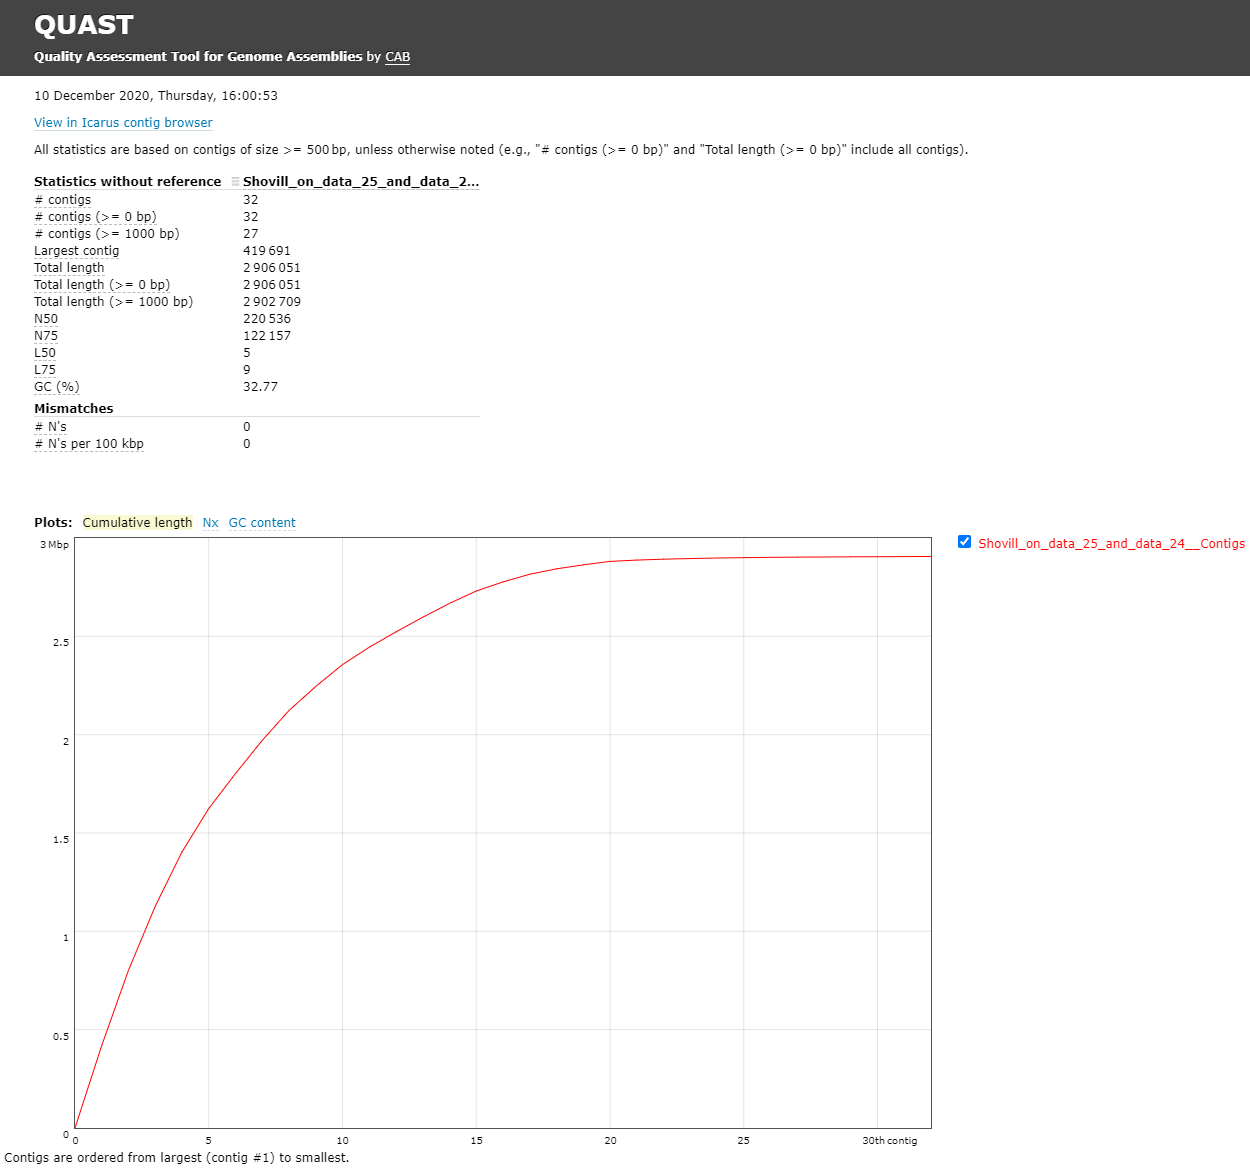 QUAST
Quality Assessment Tool for Genome Assemblies by CAB
10 December 2020, Thursday, 16:00:53
View in Icarus contig browser
All statistics are based on contigs of size >= 500 bp, unless otherwise noted (e.g., "# contigs (>= 0 bp)" and "Total length (>= 0 bp)" include all contigs).
Statistics without reference Shovill_on_data_25_and_data_2...
# contigs 32
# contigs (>= 0 bp) 32
# contigs (>= 1000 bp) 27
Largest contig 419 691
Total length 2 906 051
Total length (>= 0 bp) 2 906 051
Total length (>= 1000 bp) 2 902 709
N50 220 536
N75 122 157
L50 5
L75 9
GC (%) 32.77
Mismatches
# N's 0
# N's per 100 kbp 0
Plots: Cumulative length Nx GC content
Shovill_on_data_25_and_data_24__Contigs
3 Mbp
2.5
2
1.5
1
0.5
0
0 5 10 15 20 25 30th contig
Contigs are ordered from largest (contig #1) to smallest.